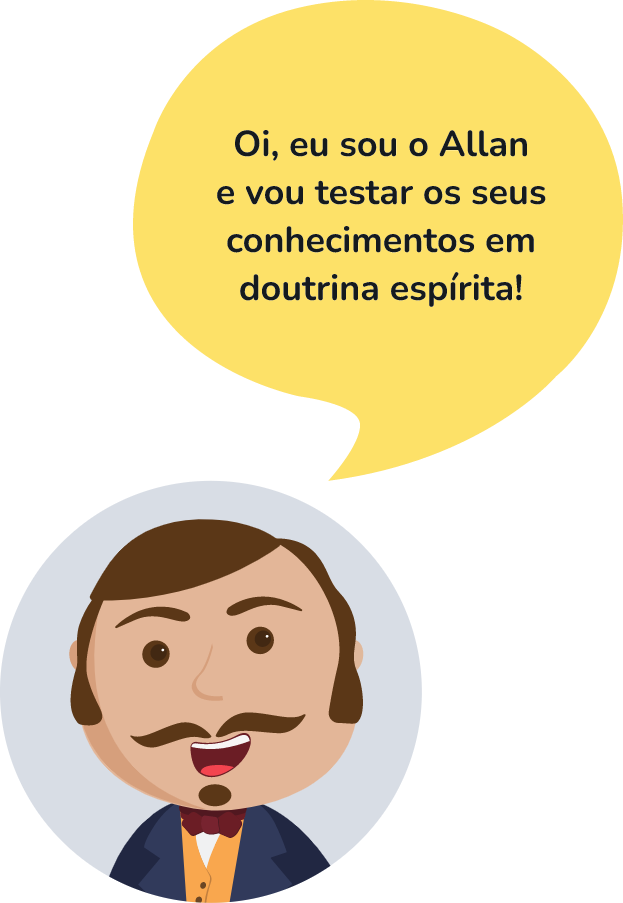 Oi, eu sou o Allan
e vou testar os seus
conhecimentos em
doutrina espírita!